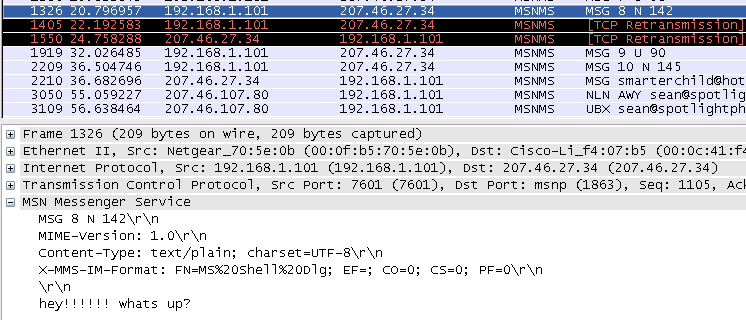 1326 20.796957 192.168.1.101 207.46.27.34 MSNMS MSG 8 N 142
1405 22.192583 192.168.1.101 207.46.27.34 MSNMS [TCP Retransmission]
1550 24.758288 207.46.27.34 192.168.1.101 MSNMS [TCP Retransmission]
1919 32.026485 192.168.1.101 207.46.27.34 MSNMS MSG 9 U 90
2209 36.504746 192.168.1.101 207.46.27.34 MSNMS MSG 10 N 145
2210 36.682696 207.46.27.34 192.168.1.101 MSNMS MSG smarterchild@hot
3050 55.059227 207.46.107.80 192.168.1.101 MSNMS NLN AWY sean@spotlig
3109 56.638464 207.46.107.80 192.168.1.101 MSNMS UBX sean@spotlightph
Frame 1326 (209 bytes on wire, 209 bytes captured)
Ethernet II, Src: Netgear_70:5e:0b (00:0f:b5:70:5e:0b), Dst: Cisco-Li_f4:07:b5 (00:0c:41:f4
Internet Protocol, Src: 192.168.1.101 (192.168.1.101), Dst: 207.46.27.34 (207.46.27.34)
Transmission Control Protocol, Src Port: 7601 (7601), Dst Port: msnp (1863), Seq: 1105, Ack
MSN Messenger Service
MSG 8 N 142\r\n
MIME-Version: 1.0\r\n
Content-Type: text/plain; charset=UTF-8\r\n
X-MMS-IM-Format: FN=MS%20Shell%20Dlg; EF=; CO=0; CS=0; PF=0\r\n
\r\n
hey!!!!!! whats up?